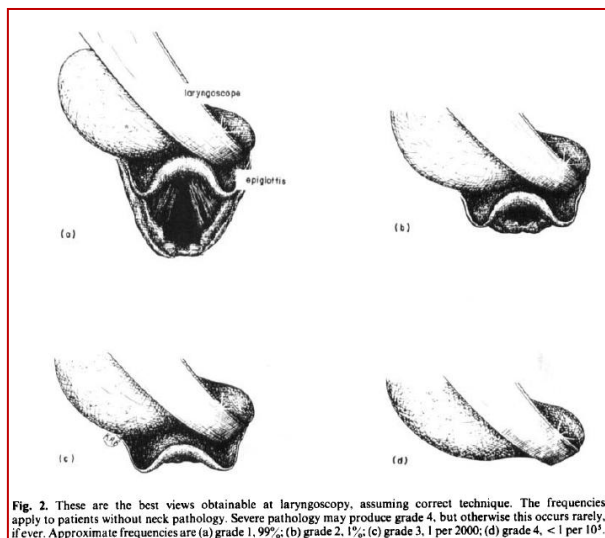 laryngoscope
epiglottis
(a)
(b)
(c)
(d)
Fig. 2. These are the best views obtainable at laryngoscopy, assuming correct technique. The frequencies
apply to patients without neck pathology. Severe pathology may produce grade 4, but otherwise this occurs rarely,
if ever. Approximate frequencies are (a) grade 1, 99%; (b) grade 2, 1%; (c) grade 3, 1 per 2000; (d) grade 4, < 1 per 10⁵.